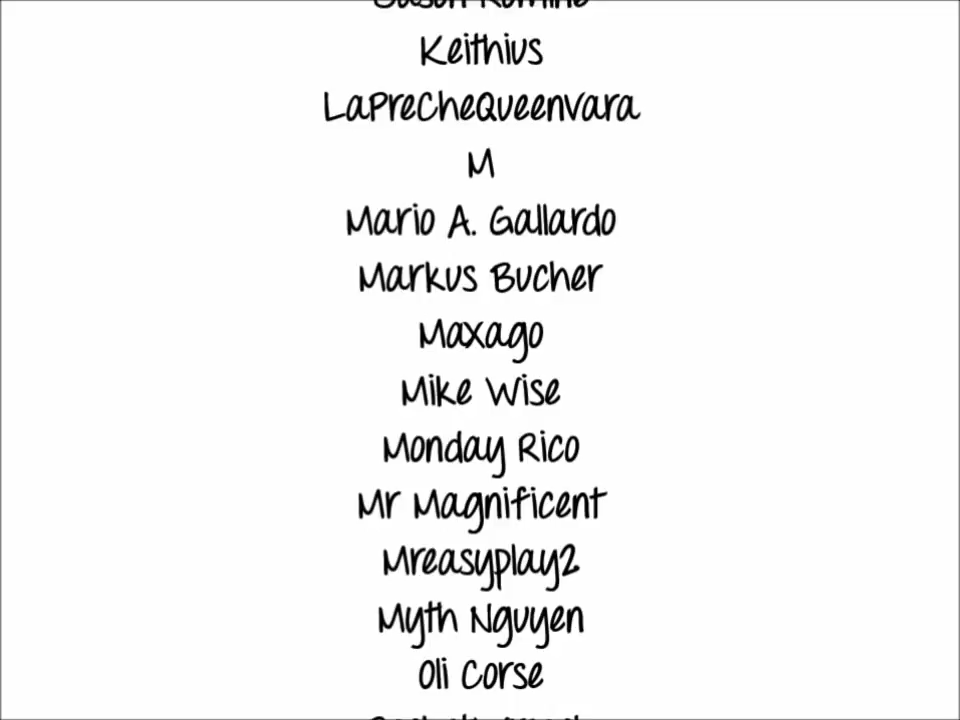 Keithius
LaPreCheQueenVara
M
Mario A. Gallardo
Markus Bucher
Maxago
Mike Wise
Monday Rico
Mr Magnificent
Mreasyplay2
Myth Nguyen
Oli Corse